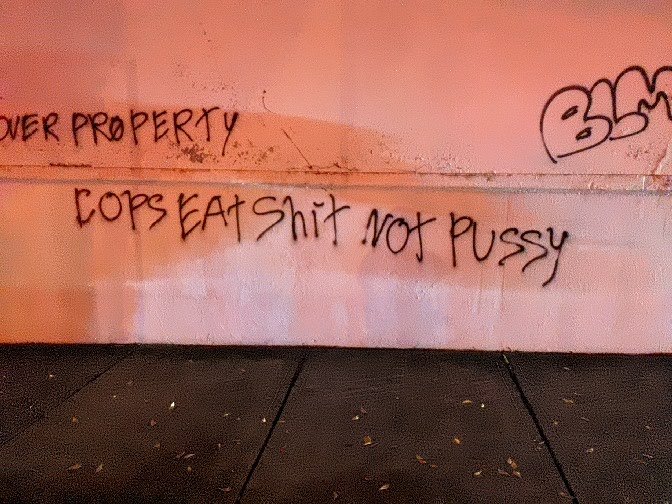 OVER PROPERTY
BLM
COPS EAT Shit NOT PUSSY